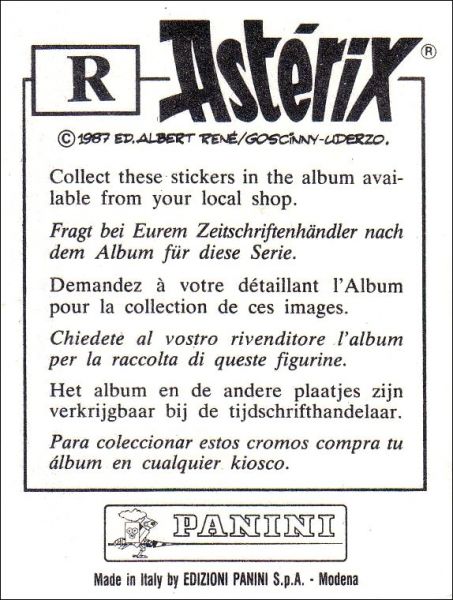 R
Astérix ®
© 1987 ED. ALBERT RENÉ/GOSCINNY-UDERZO.
Collect these stickers in the album avai-
lable from your local shop.
Fragt bei Eurem Zeitschriftenhändler nach
dem Album für diese Serie.
Demandez à votre détaillant l'Album
pour la collection de ces images.
Chiedete al vostro rivenditore l'album
per la raccolta di queste figurine.
Het album en de andere plaatjes zijn
verkrijgbaar bij de tijdschrifthandelaar.
Para coleccionar estos cromos compra tu
álbum en cualquier kiosco.
PANINI
Made in Italy by EDIZIONI PANINI S.p.A. - Modena